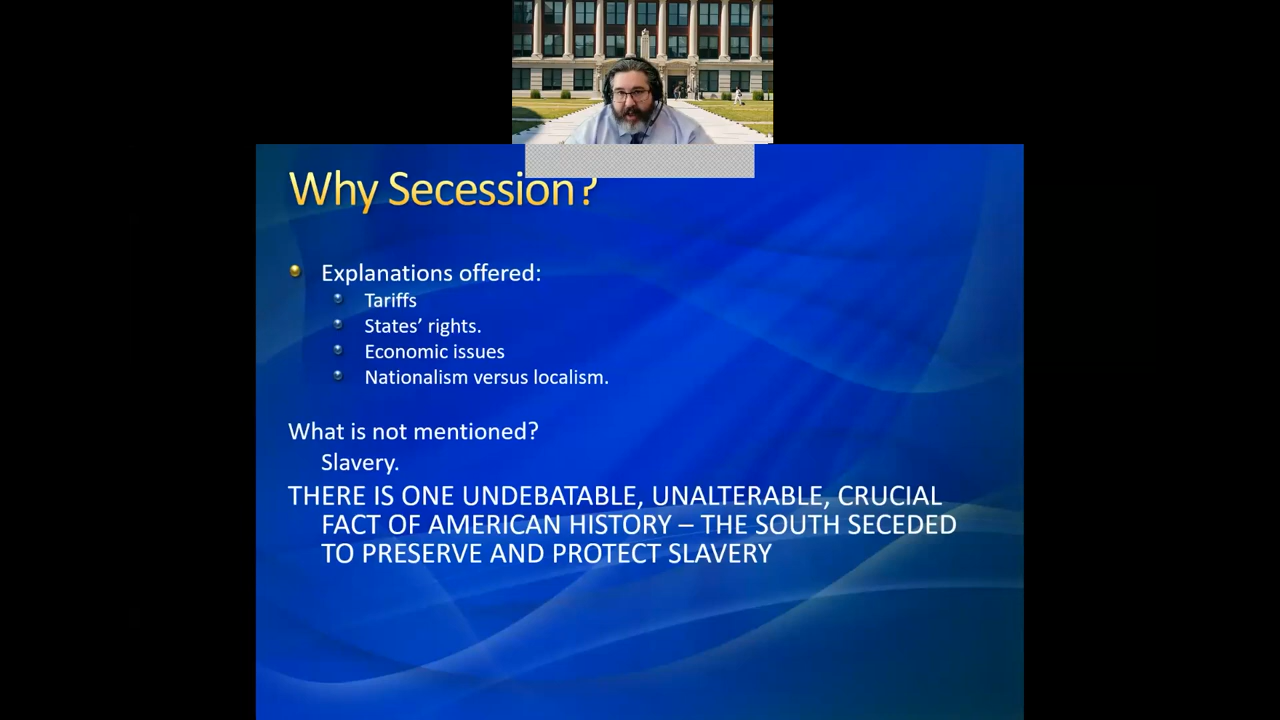 Why Secession?
Explanations offered:
Tariffs
States’ rights.
Economic issues
Nationalism versus localism.
What is not mentioned?
Slavery.
THERE IS ONE UNDEBATABLE, UNALTERABLE, CRUCIAL
FACT OF AMERICAN HISTORY – THE SOUTH SECEDED
TO PRESERVE AND PROTECT SLAVERY